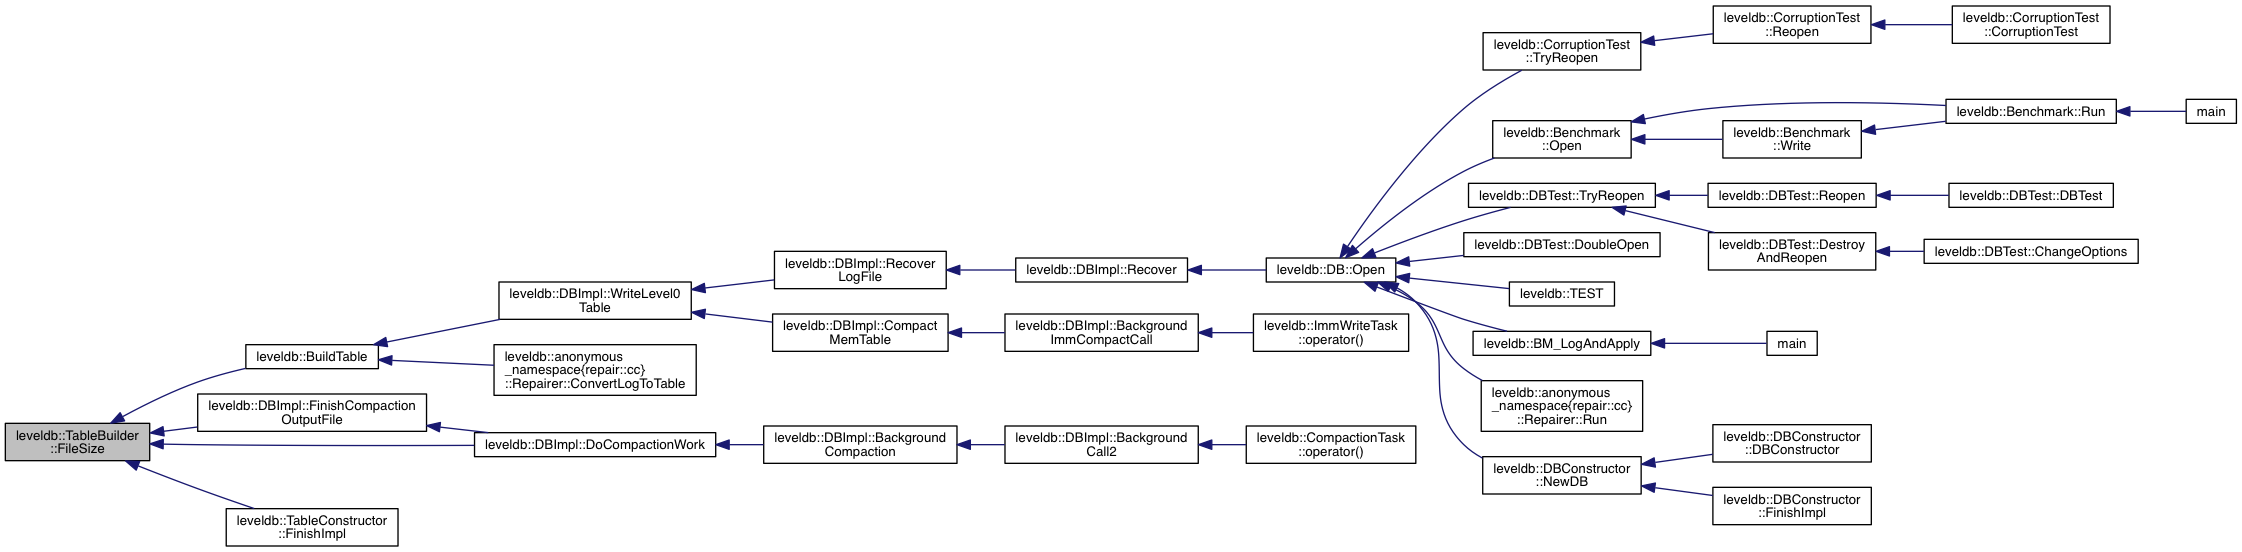 leveldb::TableBuilder
::FileSize
leveldb::BuildTable
leveldb::DBImpl::FinishCompaction
OutputFile
leveldb::TableConstructor
::FinishImpl
leveldb::DBImpl::WriteLevel0
Table
leveldb::anonymous
_namespace{repair::cc}
::Repairer::ConvertLogToTable
leveldb::DBImpl::DoCompactionWork
leveldb::DBImpl::Recover
LogFile
leveldb::DBImpl::Compact
MemTable
leveldb::DBImpl::Background
Compaction
leveldb::DBImpl::Recover
leveldb::DBImpl::Background
ImmCompactCall
leveldb::DBImpl::Background
Call2
leveldb::DB::Open
leveldb::ImmWriteTask
::operator()
leveldb::CompactionTask
::operator()
leveldb::CorruptionTest
::TryReopen
leveldb::Benchmark
::Open
leveldb::DBTest::TryReopen
leveldb::DBTest::DoubleOpen
leveldb::TEST
leveldb::BM_LogAndApply
leveldb::anonymous
_namespace{repair::cc}
::Repairer::Run
leveldb::DBConstructor
::NewDB
leveldb::CorruptionTest
::Reopen
leveldb::Benchmark
::Write
leveldb::DBTest::Reopen
leveldb::DBTest::Destroy
AndReopen
main
leveldb::DBConstructor
::DBConstructor
leveldb::DBConstructor
::FinishImpl
leveldb::CorruptionTest
::CorruptionTest
leveldb::Benchmark::Run
leveldb::DBTest::DBTest
leveldb::DBTest::ChangeOptions
main